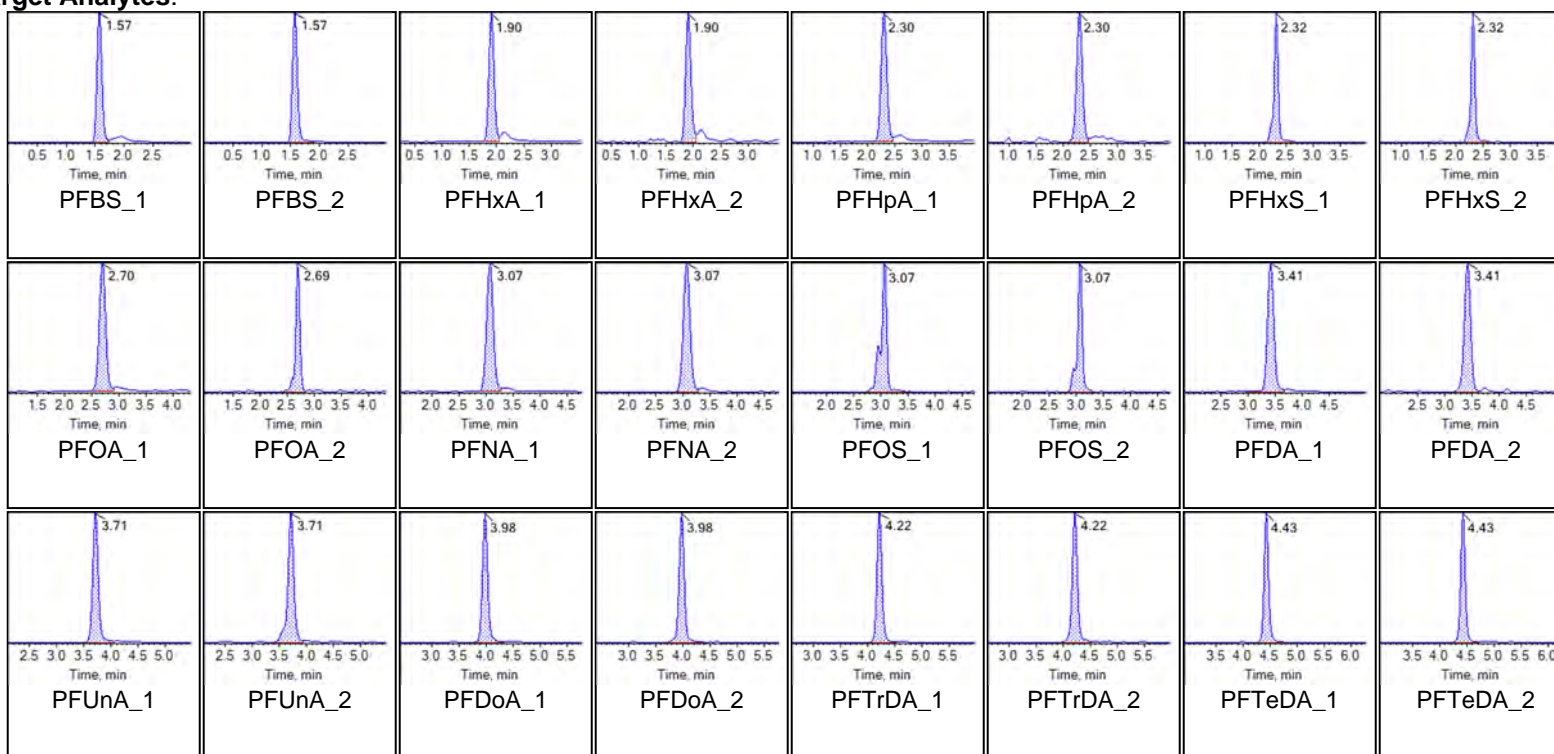 rget Analytes:
1.57 1.57 1.90 1.90 2.30 2.30 2.32 2.32
0.5 1.0 1.5 2.0 2.5 0.5 1.0 1.5 2.0 2.5 0.5 1.0 1.5 2.0 2.5 3.0 0.5 1.0 1.5 2.0 2.5 3.0 1.0 1.5 2.0 2.5 3.0 3.5 1.0 1.5 2.0 2.5 3.0 3.5 1.0 1.5 2.0 2.5 3.0 3.5 1.0 1.5 2.0 2.5 3.0 3.5
Time, min Time, min Time, min Time, min Time, min Time, min Time, min Time, min
PFBS_1 PFBS_2 PFHxA_1 PFHxA_2 PFHpA_1 PFHpA_2 PFHxS_1 PFHxS_2
2.70 2.69 3.07 3.07 3.07 3.07 3.41 3.41
1.5 2.0 2.5 3.0 3.5 4.0 1.5 2.0 2.5 3.0 3.5 4.0 2.0 2.5 3.0 3.5 4.0 4.5 2.0 2.5 3.0 3.5 4.0 4.5 2.0 2.5 3.0 3.5 4.0 4.5 2.0 2.5 3.0 3.5 4.0 4.5 2.5 3.0 3.5 4.0 4.5 2.5 3.0 3.5 4.0 4.5
Time, min Time, min Time, min Time, min Time, min Time, min Time, min Time, min
PFOA_1 PFOA_2 PFNA_1 PFNA_2 PFOS_1 PFOS_2 PFDA_1 PFDA_2
3.71 3.71 3.98 3.98 4.22 4.22 4.43 4.43
2.5 3.0 3.5 4.0 4.5 5.0 2.5 3.0 3.5 4.0 4.5 5.0 3.0 3.5 4.0 4.5 5.0 5.5 3.0 3.5 4.0 4.5 5.0 5.5 3.0 3.5 4.0 4.5 5.0 5.5 3.0 3.5 4.0 4.5 5.0 5.5 3.5 4.0 4.5 5.0 5.5 6.0 3.5 4.0 4.5 5.0 5.5 6.0
Time, min Time, min Time, min Time, min Time, min Time, min Time, min Time, min
PFUnA_1 PFUnA_2 PFDoA_1 PFDoA_2 PFTrDA_1 PFTrDA_2 PFTeDA_1 PFTeDA_2